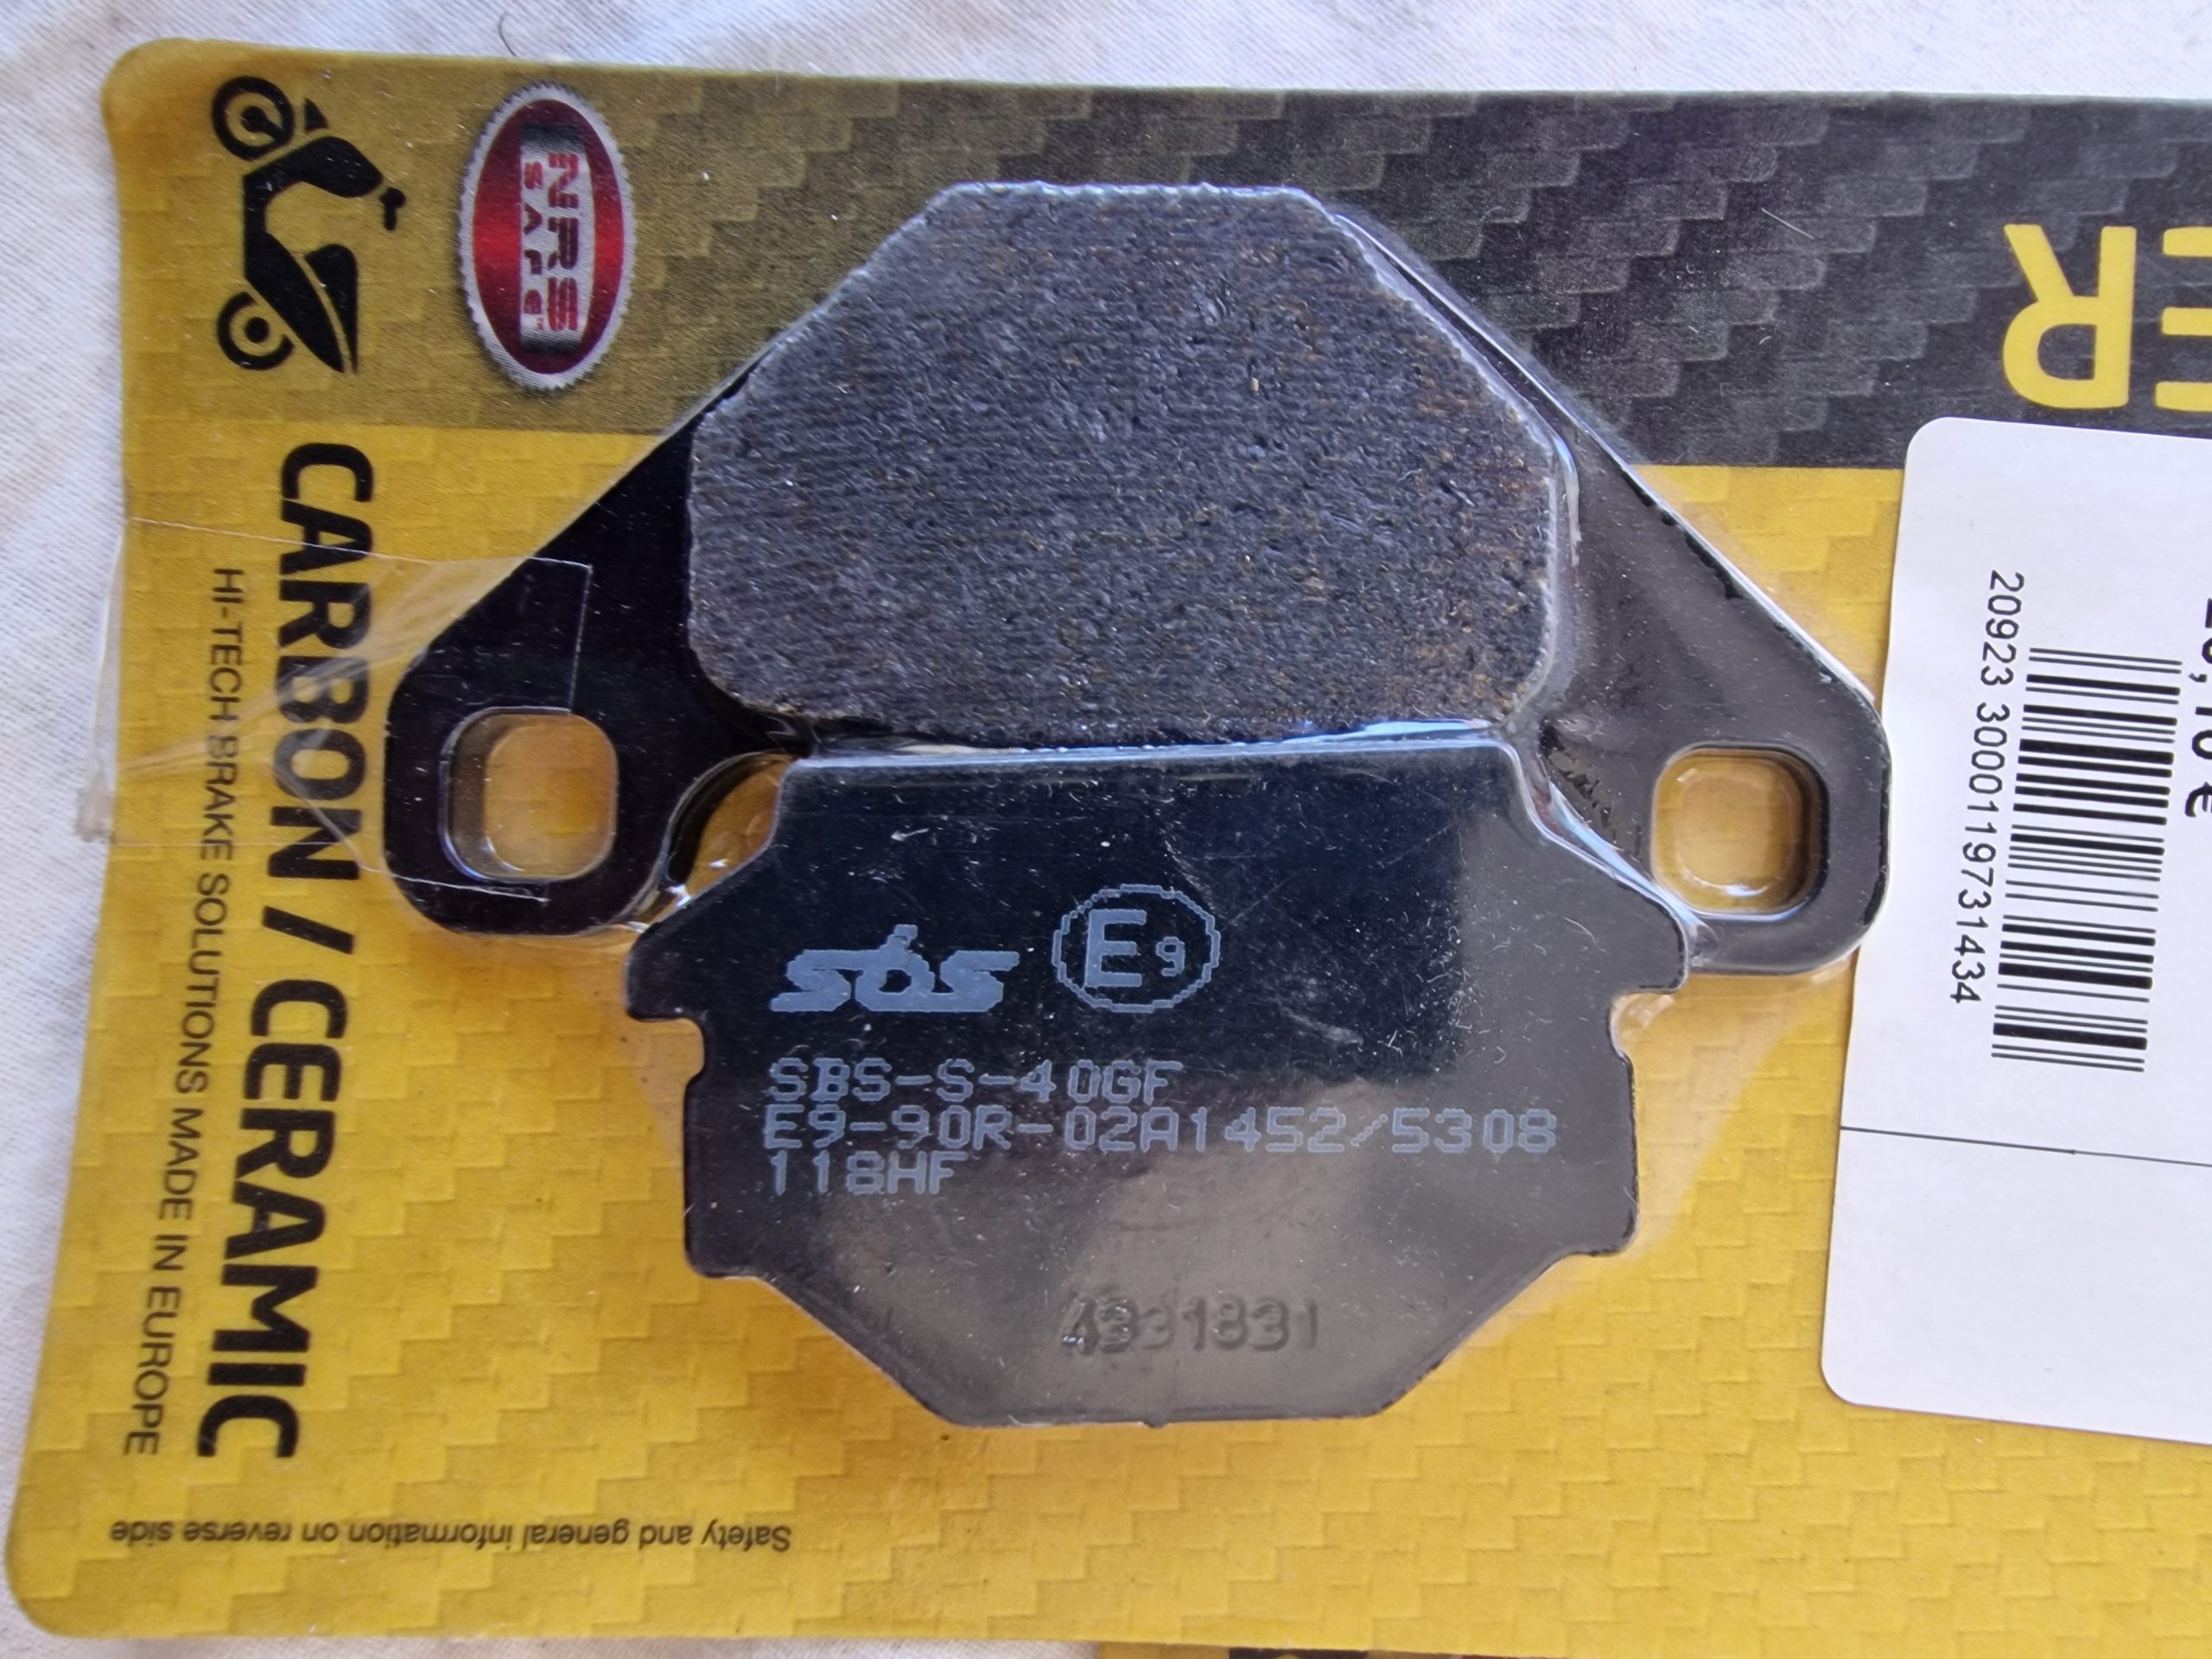 NRS
SAFE™
CARBON / CERAMIC
HI-TECH BRAKE SOLUTIONS MADE IN EUROPE
sbs E9
SBS-S-40GF
E9-90R-02A1452/5308
118HF
4331831
Safety and general information on reverse side
20923 3000119731434